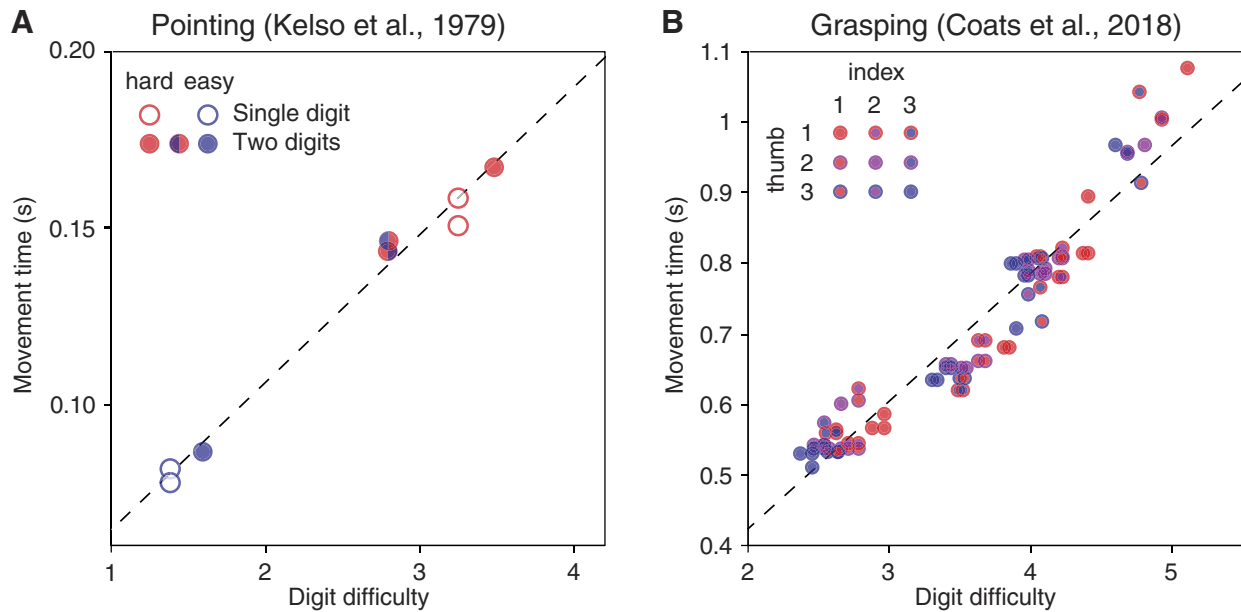 A Pointing (Kelso et al., 1979)
0.20
0.15
0.10
Movement time (s)
hard easy
Single digit
Two digits
1 2 3 4
Digit difficulty
B Grasping (Coats et al., 2018)
1.1
1
0.9
0.8
0.7
0.6
0.5
0.4
Movement time (s)
index
1 2 3
thumb
1
2
3
2 3 4 5
Digit difficulty